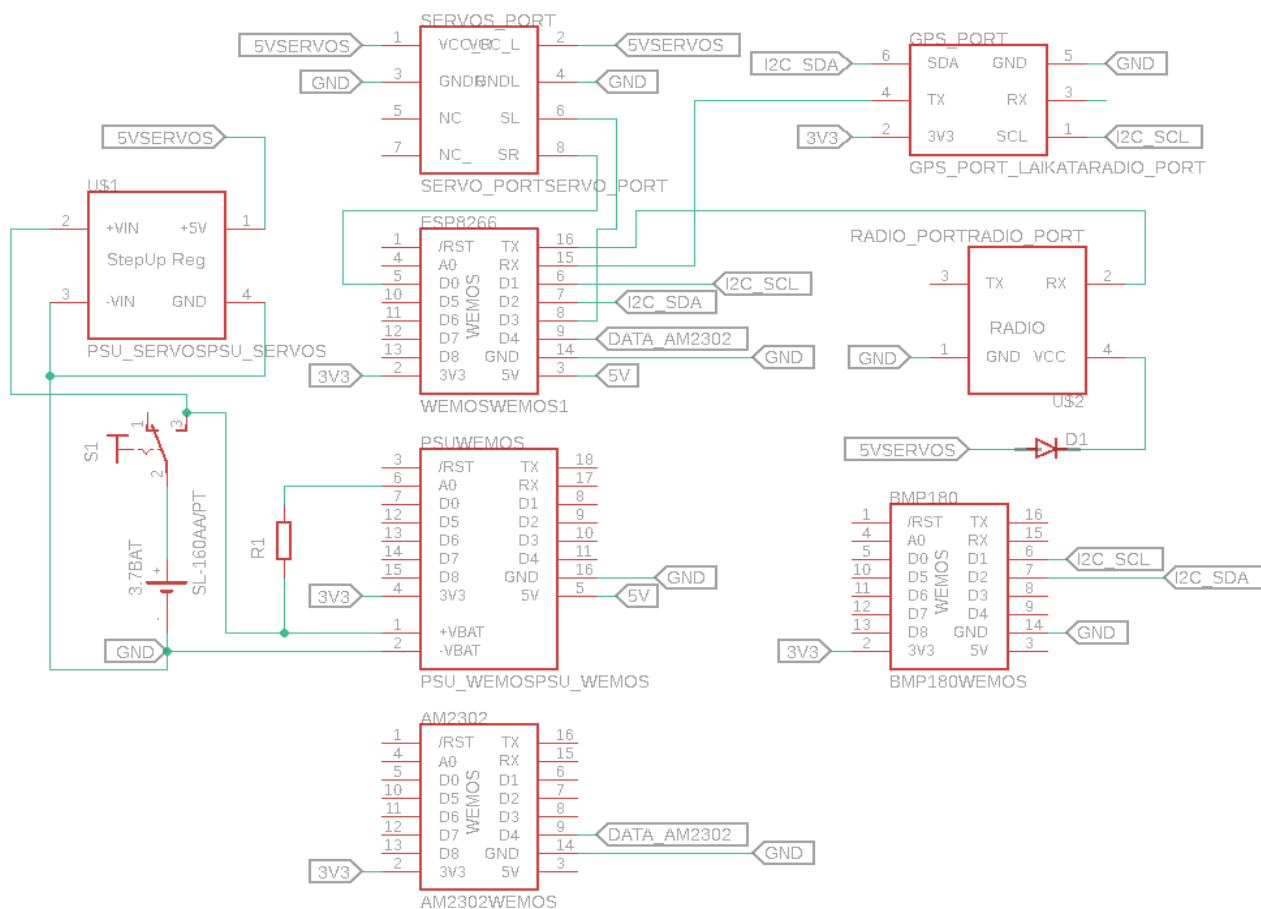 SERVOS_PORT
5VSERVOS 1 VCC_R VCC_L 2 5VSERVOS
GND 3 GNDR GNDL 4 GND
5 NC SL 6
7 NC_ SR 8
SERVO_PORTSERVO_PORT
GPS_PORT
I2C_SDA 6 SDA GND 5 GND
4 TX RX 3
3V3 2 3V3 SCL 1 I2C_SCL
GPS_PORT_LAIKATARADIO_PORT
5VSERVOS
U$1
2 +VIN +5V 1
StepUp Reg
3 -VIN GND 4
PSU_SERVOSPSU_SERVOS
ESP8266
1 /RST TX 16
4 A0 RX 15
5 D0 D1 6 I2C_SCL
10 D5 D2 7 I2C_SDA
11 D6 D3 8
12 D7 D4 9 DATA_AM2302
13 D8 GND 14 GND
3V3 2 3V3 5V 3 5V
WEMOS
WEMOSWEMOS1
RADIO_PORTRADIO_PORT
3 TX RX 2
RADIO
GND 1 GND VCC 4
U$2
5VSERVOS D1
S1
1 3
2
3.7BAT
+
-
SL-160AA/PT
GND
R1
PSUWEMOS
3 /RST TX 18
6 A0 RX 17
7 D0 D1 8
12 D5 D2 9
13 D6 D3 10
14 D7 D4 11
15 D8 GND 16 GND
3V3 4 3V3 5V 5 5V
1 +VBAT
2 -VBAT
PSU_WEMOSPSU_WEMOS
BMP180
1 /RST TX 16
4 A0 RX 15
5 D0 D1 6 I2C_SCL
10 D5 D2 7 I2C_SDA
11 D6 D3 8
12 D7 D4 9
13 D8 GND 14 GND
3V3 2 3V3 5V 3
WEMOS
BMP180WEMOS
AM2302
1 /RST TX 16
4 A0 RX 15
5 D0 D1 6
10 D5 D2 7
11 D6 D3 8
12 D7 D4 9 DATA_AM2302
13 D8 GND 14 GND
3V3 2 3V3 5V 3
WEMOS
AM2302WEMOS